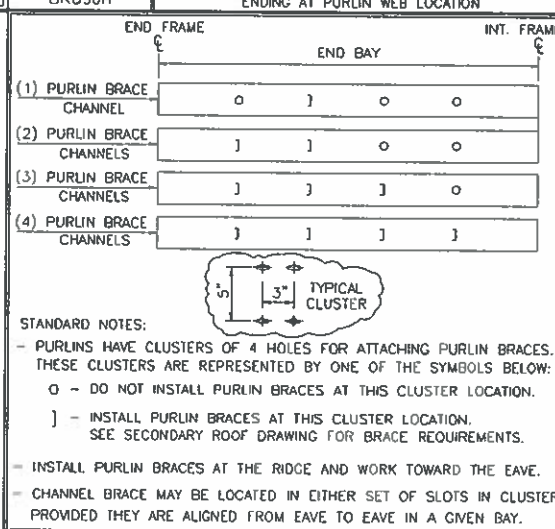 ENDING AT PURLIN WEB LOCATION
END FRAME
INT. FRAME
END BAY
(1) PURLIN BRACE
CHANNEL
O ] O O
(2) PURLIN BRACE
CHANNELS
] ] O O
(3) PURLIN BRACE
CHANNELS
] ] ] O
(4) PURLIN BRACE
CHANNELS
] ] ] ]
5"
3"
TYPICAL
CLUSTER
STANDARD NOTES:
- PURLINS HAVE CLUSTERS OF 4 HOLES FOR ATTACHING PURLIN BRACES.
THESE CLUSTERS ARE REPRESENTED BY ONE OF THE SYMBOLS BELOW:
O - DO NOT INSTALL PURLIN BRACES AT THIS CLUSTER LOCATION.
] - INSTALL PURLIN BRACES AT THIS CLUSTER LOCATION.
SEE SECONDARY ROOF DRAWING FOR BRACE REQUIREMENTS.
- INSTALL PURLIN BRACES AT THE RIDGE AND WORK TOWARD THE EAVE.
- CHANNEL BRACE MAY BE LOCATED IN EITHER SET OF SLOTS IN CLUSTER
PROVIDED THEY ARE ALIGNED FROM EAVE TO EAVE IN A GIVEN BAY.